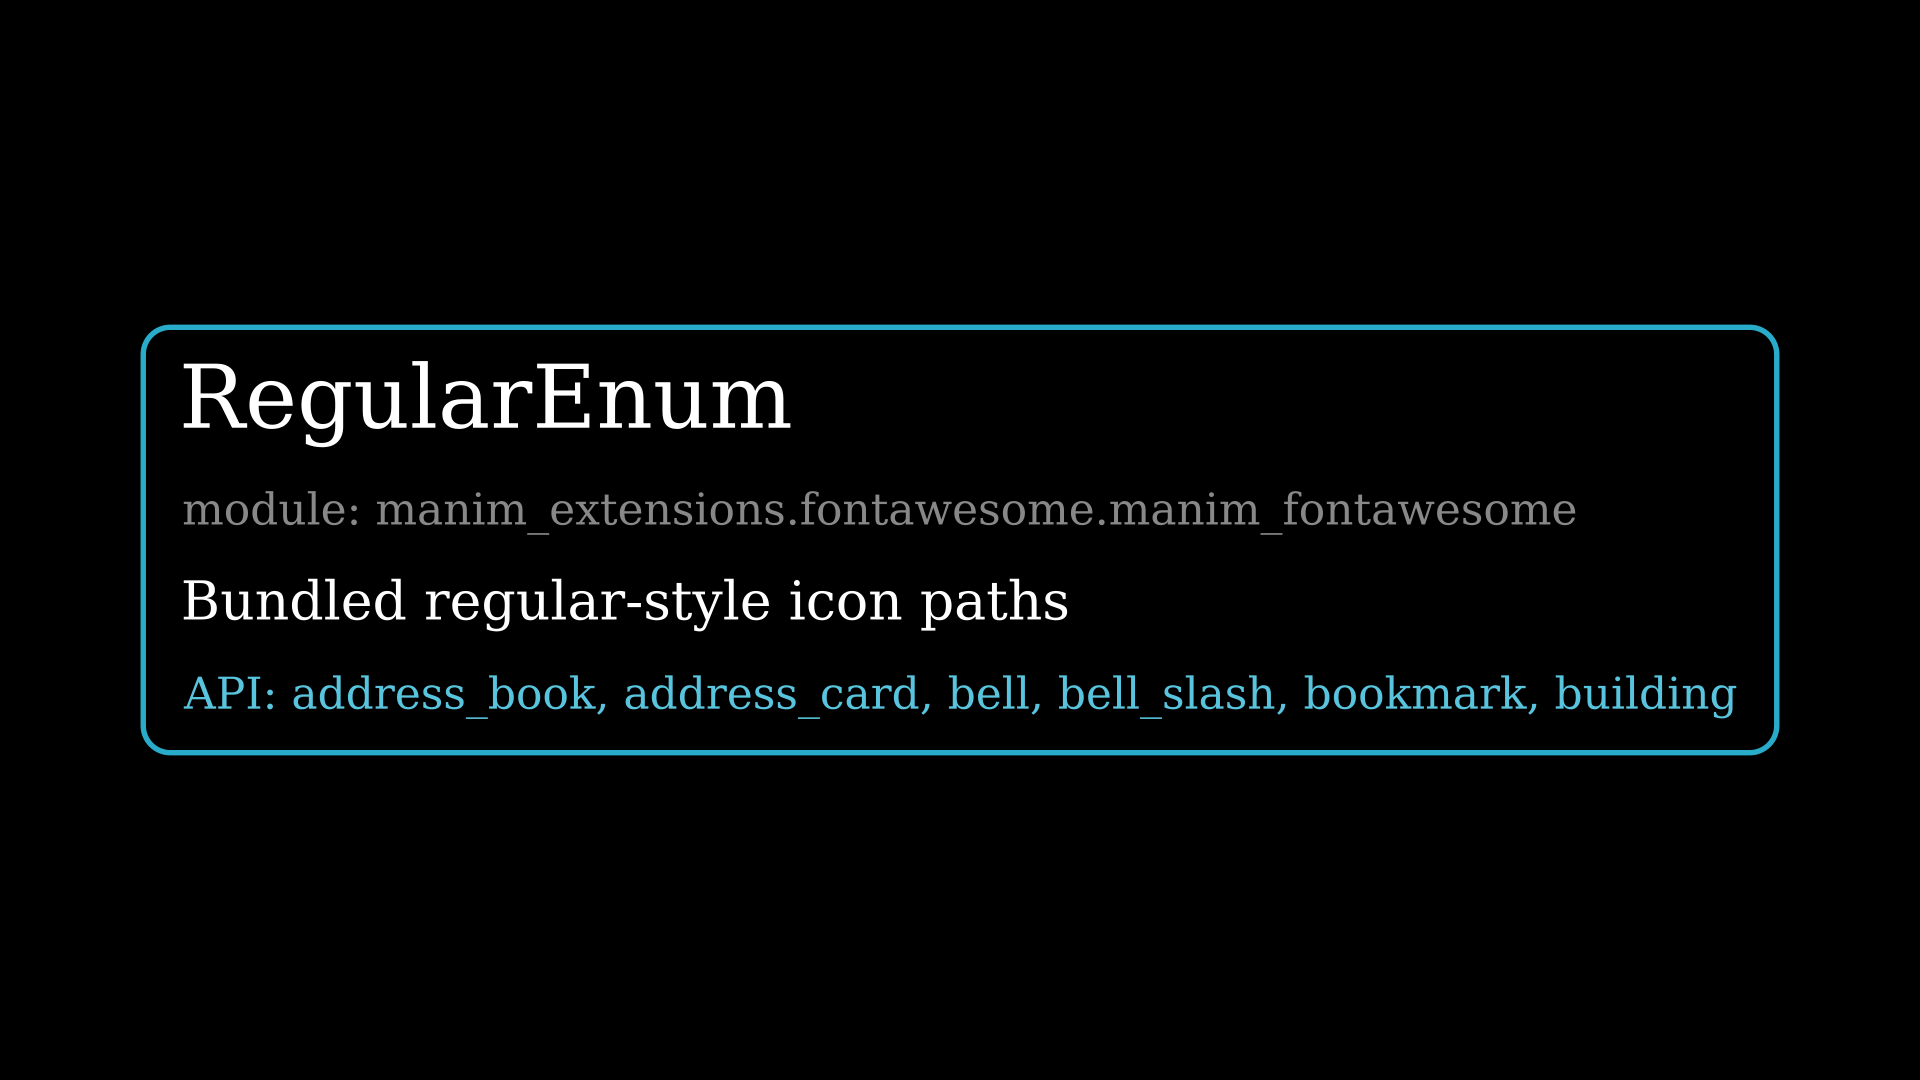 RegularEnum
module: manim_extensions.fontawesome.manim_fontawesome
Bundled regular-style icon paths
API: address_book, address_card, bell, bell_slash, bookmark, building